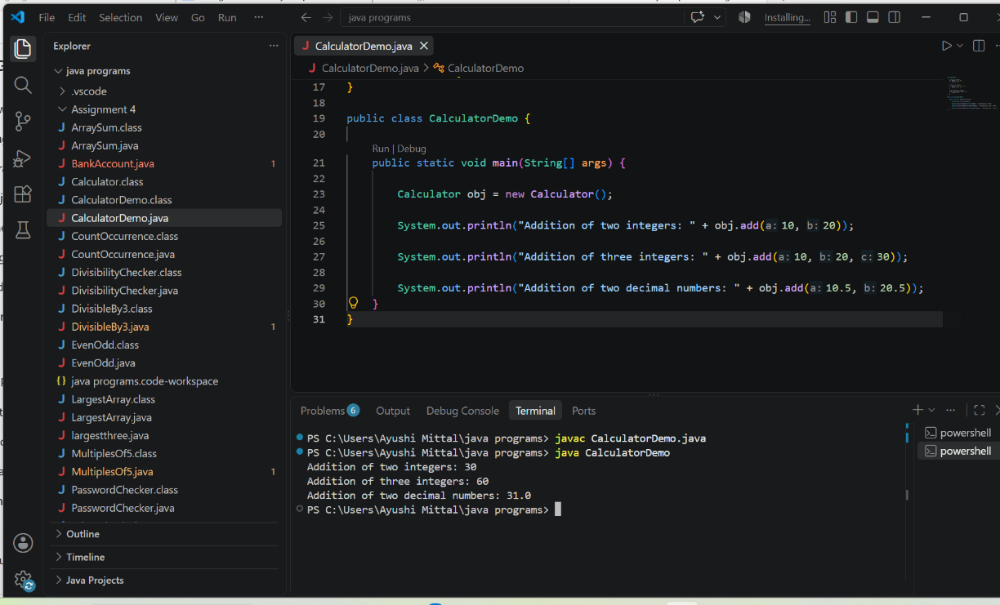 File Edit Selection View Go Run ···
java programs
Installing...
Explorer ···
java programs
.vscode
Assignment 4
J ArraySum.class
J ArraySum.java
J BankAccount.java 1
J Calculator.class
J CalculatorDemo.class
J CalculatorDemo.java
J CountOccurrence.class
J CountOccurrence.java
J DivisibilityChecker.class
J DivisibilityChecker.java
J DivisibleBy3.class
J DivisibleBy3.java 1
J EvenOdd.class
J EvenOdd.java
{} java programs.code-workspace
J LargestArray.class
J LargestArray.java
J largestthree.java
J MultiplesOf5.class
J MultiplesOf5.java 1
J PasswordChecker.class
J PasswordChecker.java
Outline
Timeline
Java Projects
J CalculatorDemo.java
J CalculatorDemo.java > CalculatorDemo
17 }
18
19 public class CalculatorDemo {
20
Run | Debug
21 public static void main(String[] args) {
22
23 Calculator obj = new Calculator();
24
25 System.out.println("Addition of two integers: " + obj.add(a: 10, b: 20));
26
27 System.out.println("Addition of three integers: " + obj.add(a: 10, b: 20, c: 30));
28
29 System.out.println("Addition of two decimal numbers: " + obj.add(a: 10.5, b: 20.5));
30 }
31 }
Problems 6 Output Debug Console Terminal Ports
PS C:\Users\Ayushi Mittal\java programs> javac CalculatorDemo.java
PS C:\Users\Ayushi Mittal\java programs> java CalculatorDemo
Addition of two integers: 30
Addition of three integers: 60
Addition of two decimal numbers: 31.0
PS C:\Users\Ayushi Mittal\java programs>
powershell
powershell